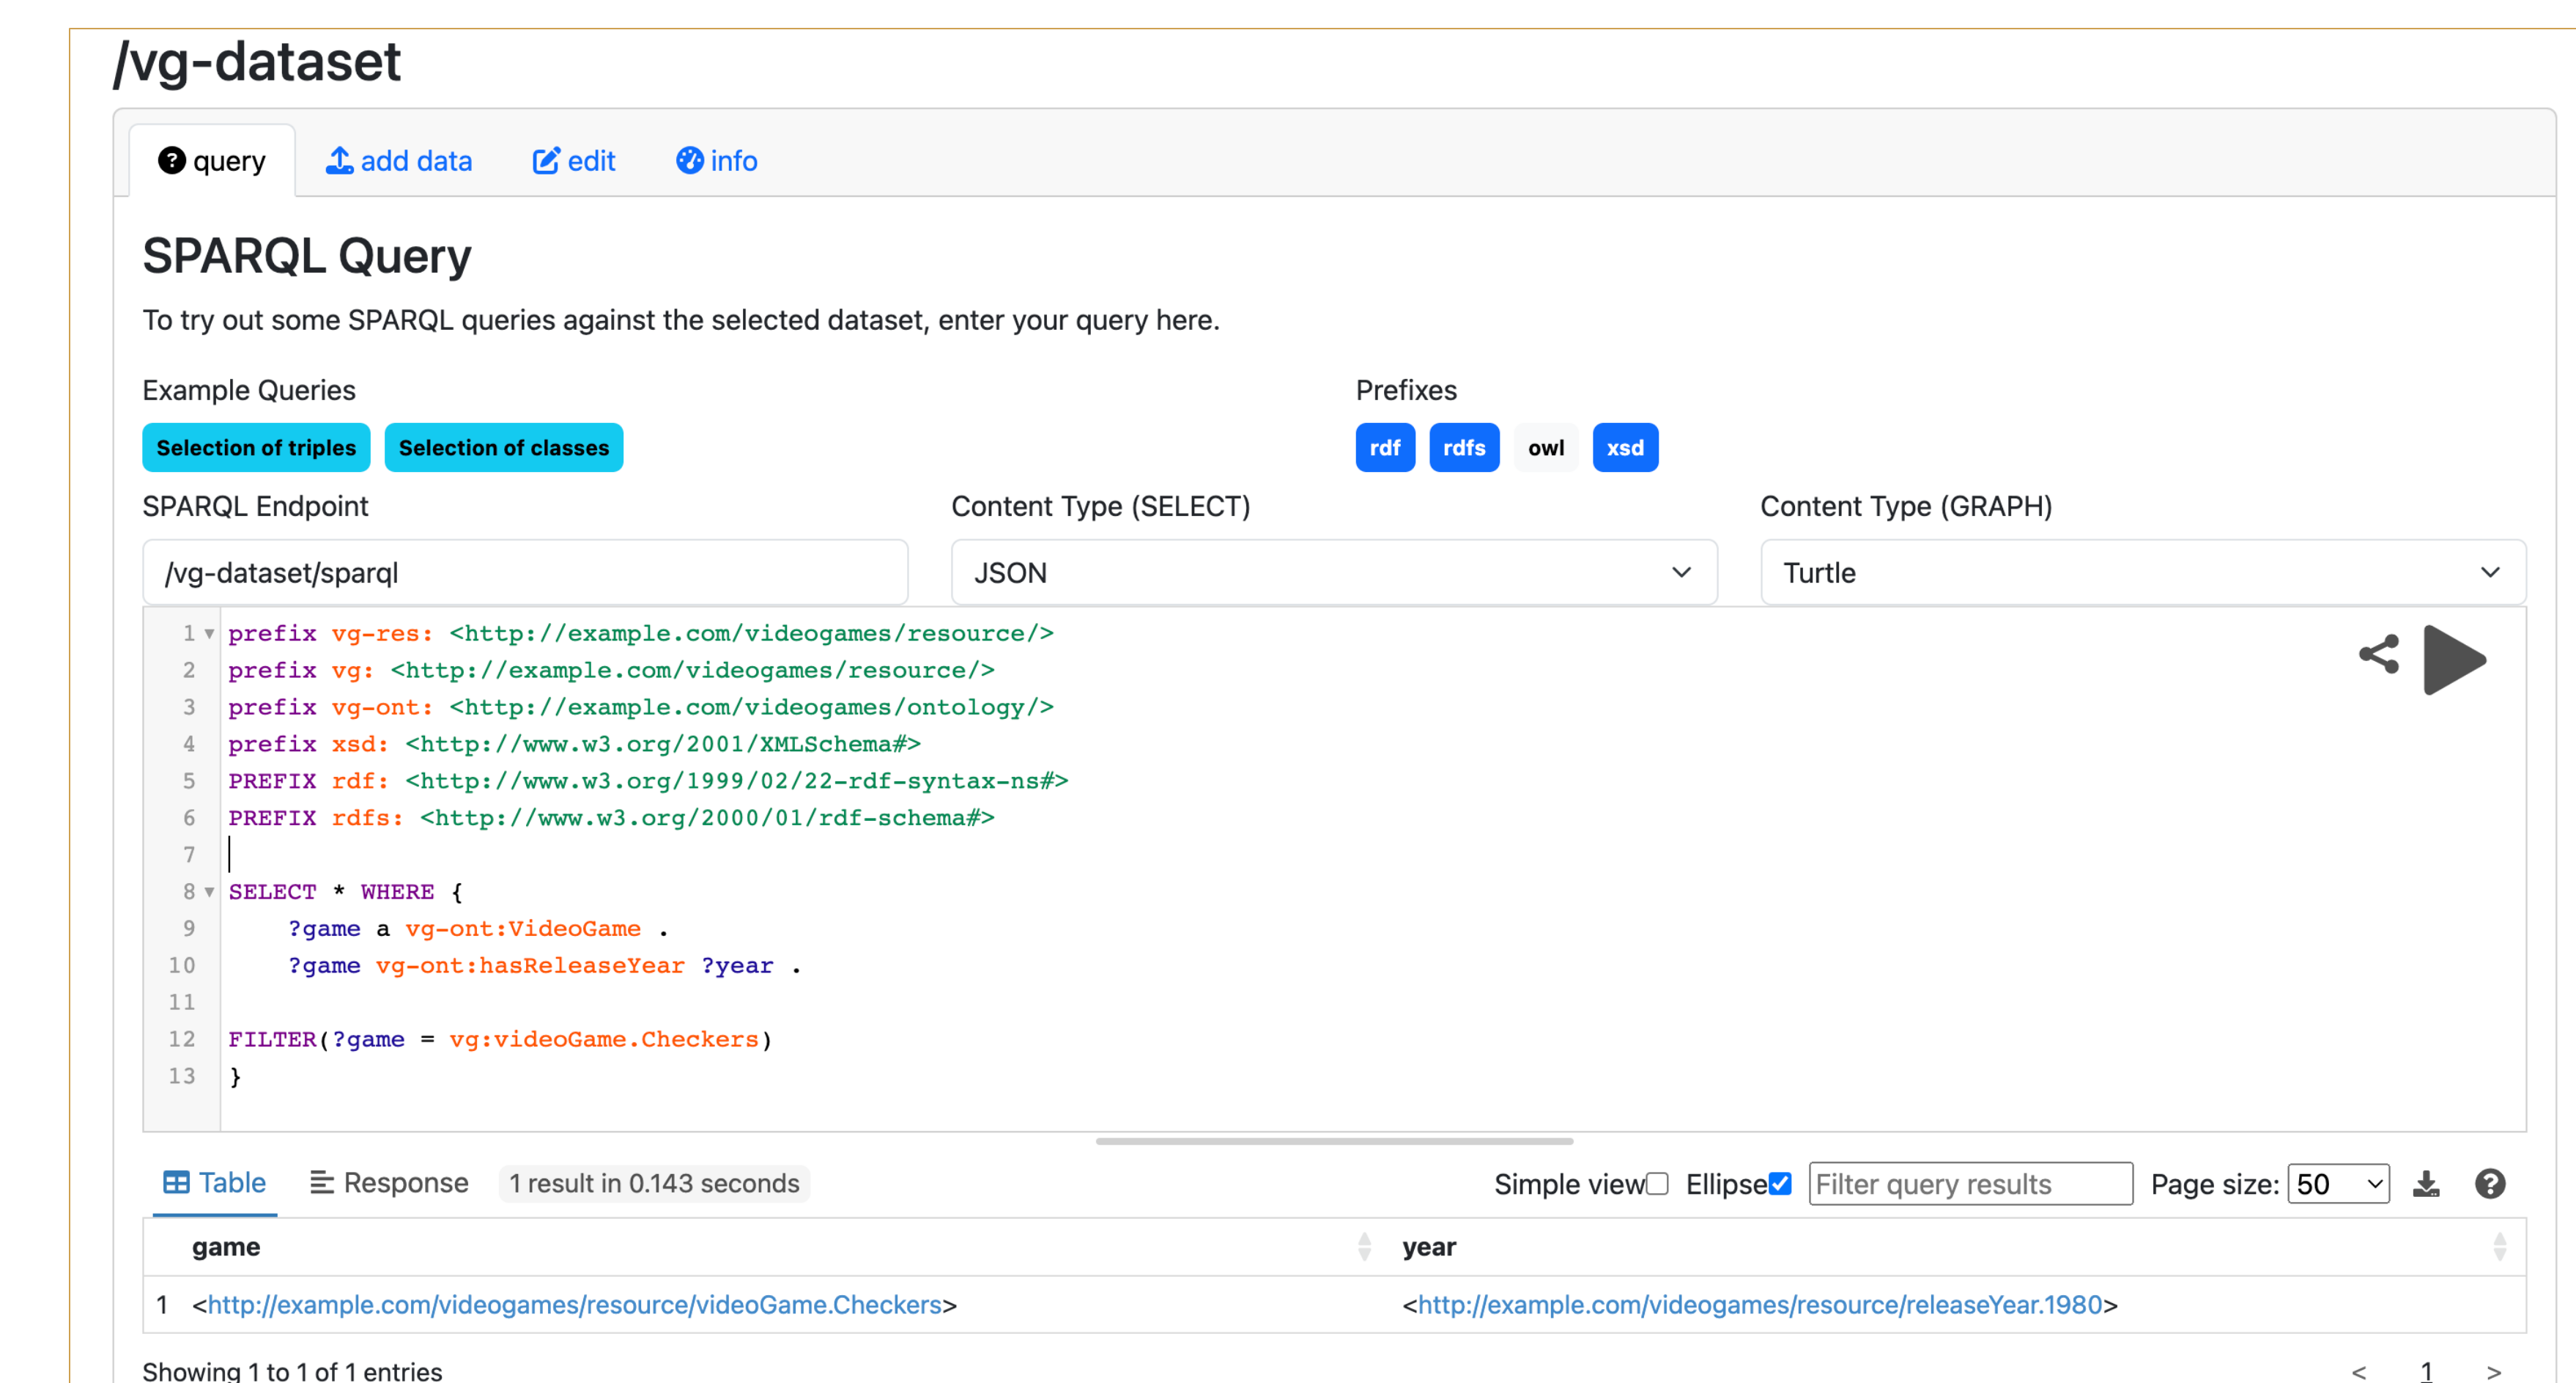 /vg-dataset
query add data edit info
SPARQL Query
To try out some SPARQL queries against the selected dataset, enter your query here.
Example Queries Prefixes
Selection of triples Selection of classes rdf rdfs owl xsd
SPARQL Endpoint Content Type (SELECT) Content Type (GRAPH)
/vg-dataset/sparql JSON Turtle
1 prefix vg-res: <http://example.com/videogames/resource/>
2 prefix vg: <http://example.com/videogames/resource/>
3 prefix vg-ont: <http://example.com/videogames/ontology/>
4 prefix xsd: <http://www.w3.org/2001/XMLSchema#>
5 PREFIX rdf: <http://www.w3.org/1999/02/22-rdf-syntax-ns#>
6 PREFIX rdfs: <http://www.w3.org/2000/01/rdf-schema#>
7
8 SELECT * WHERE {
9 ?game a vg-ont:VideoGame .
10 ?game vg-ont:hasReleaseYear ?year .
11
12 FILTER(?game = vg:videoGame.Checkers)
13 }
Table Response 1 result in 0.143 seconds Simple view Ellipse Filter query results Page size: 50
game year
1 <http://example.com/videogames/resource/videoGame.Checkers> <http://example.com/videogames/resource/releaseYear.1980>
Showing 1 to 1 of 1 entries < 1 >